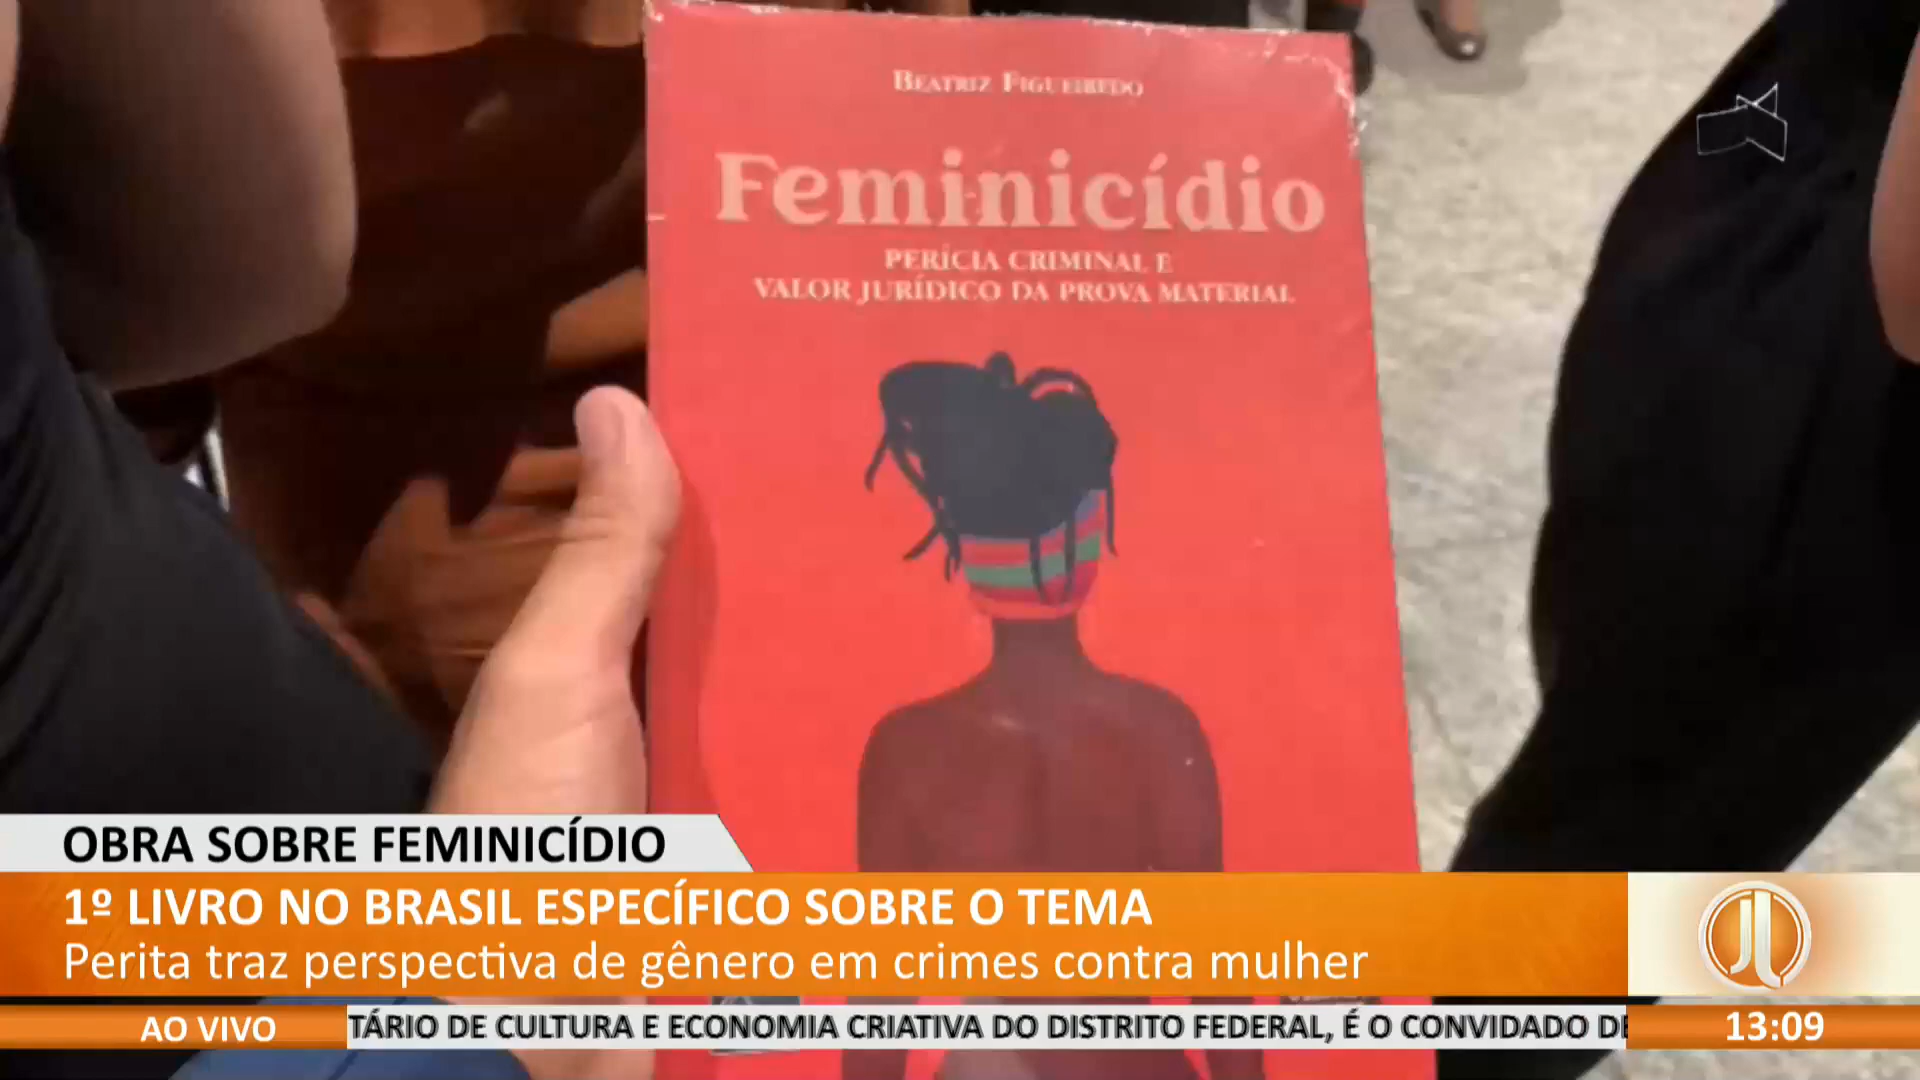 BEATRIZ FIGUEIREDO
Feminicídio
PERÍCIA CRIMINAL E
VALOR JURÍDICO DA PROVA MATERIAL
OBRA SOBRE FEMINICÍDIO
1º LIVRO NO BRASIL ESPECÍFICO SOBRE O TEMA
Perita traz perspectiva de gênero em crimes contra mulher
JL
AO VIVO
TÁRIO DE CULTURA E ECONOMIA CRIATIVA DO DISTRITO FEDERAL, É O CONVIDADO DE
13:09